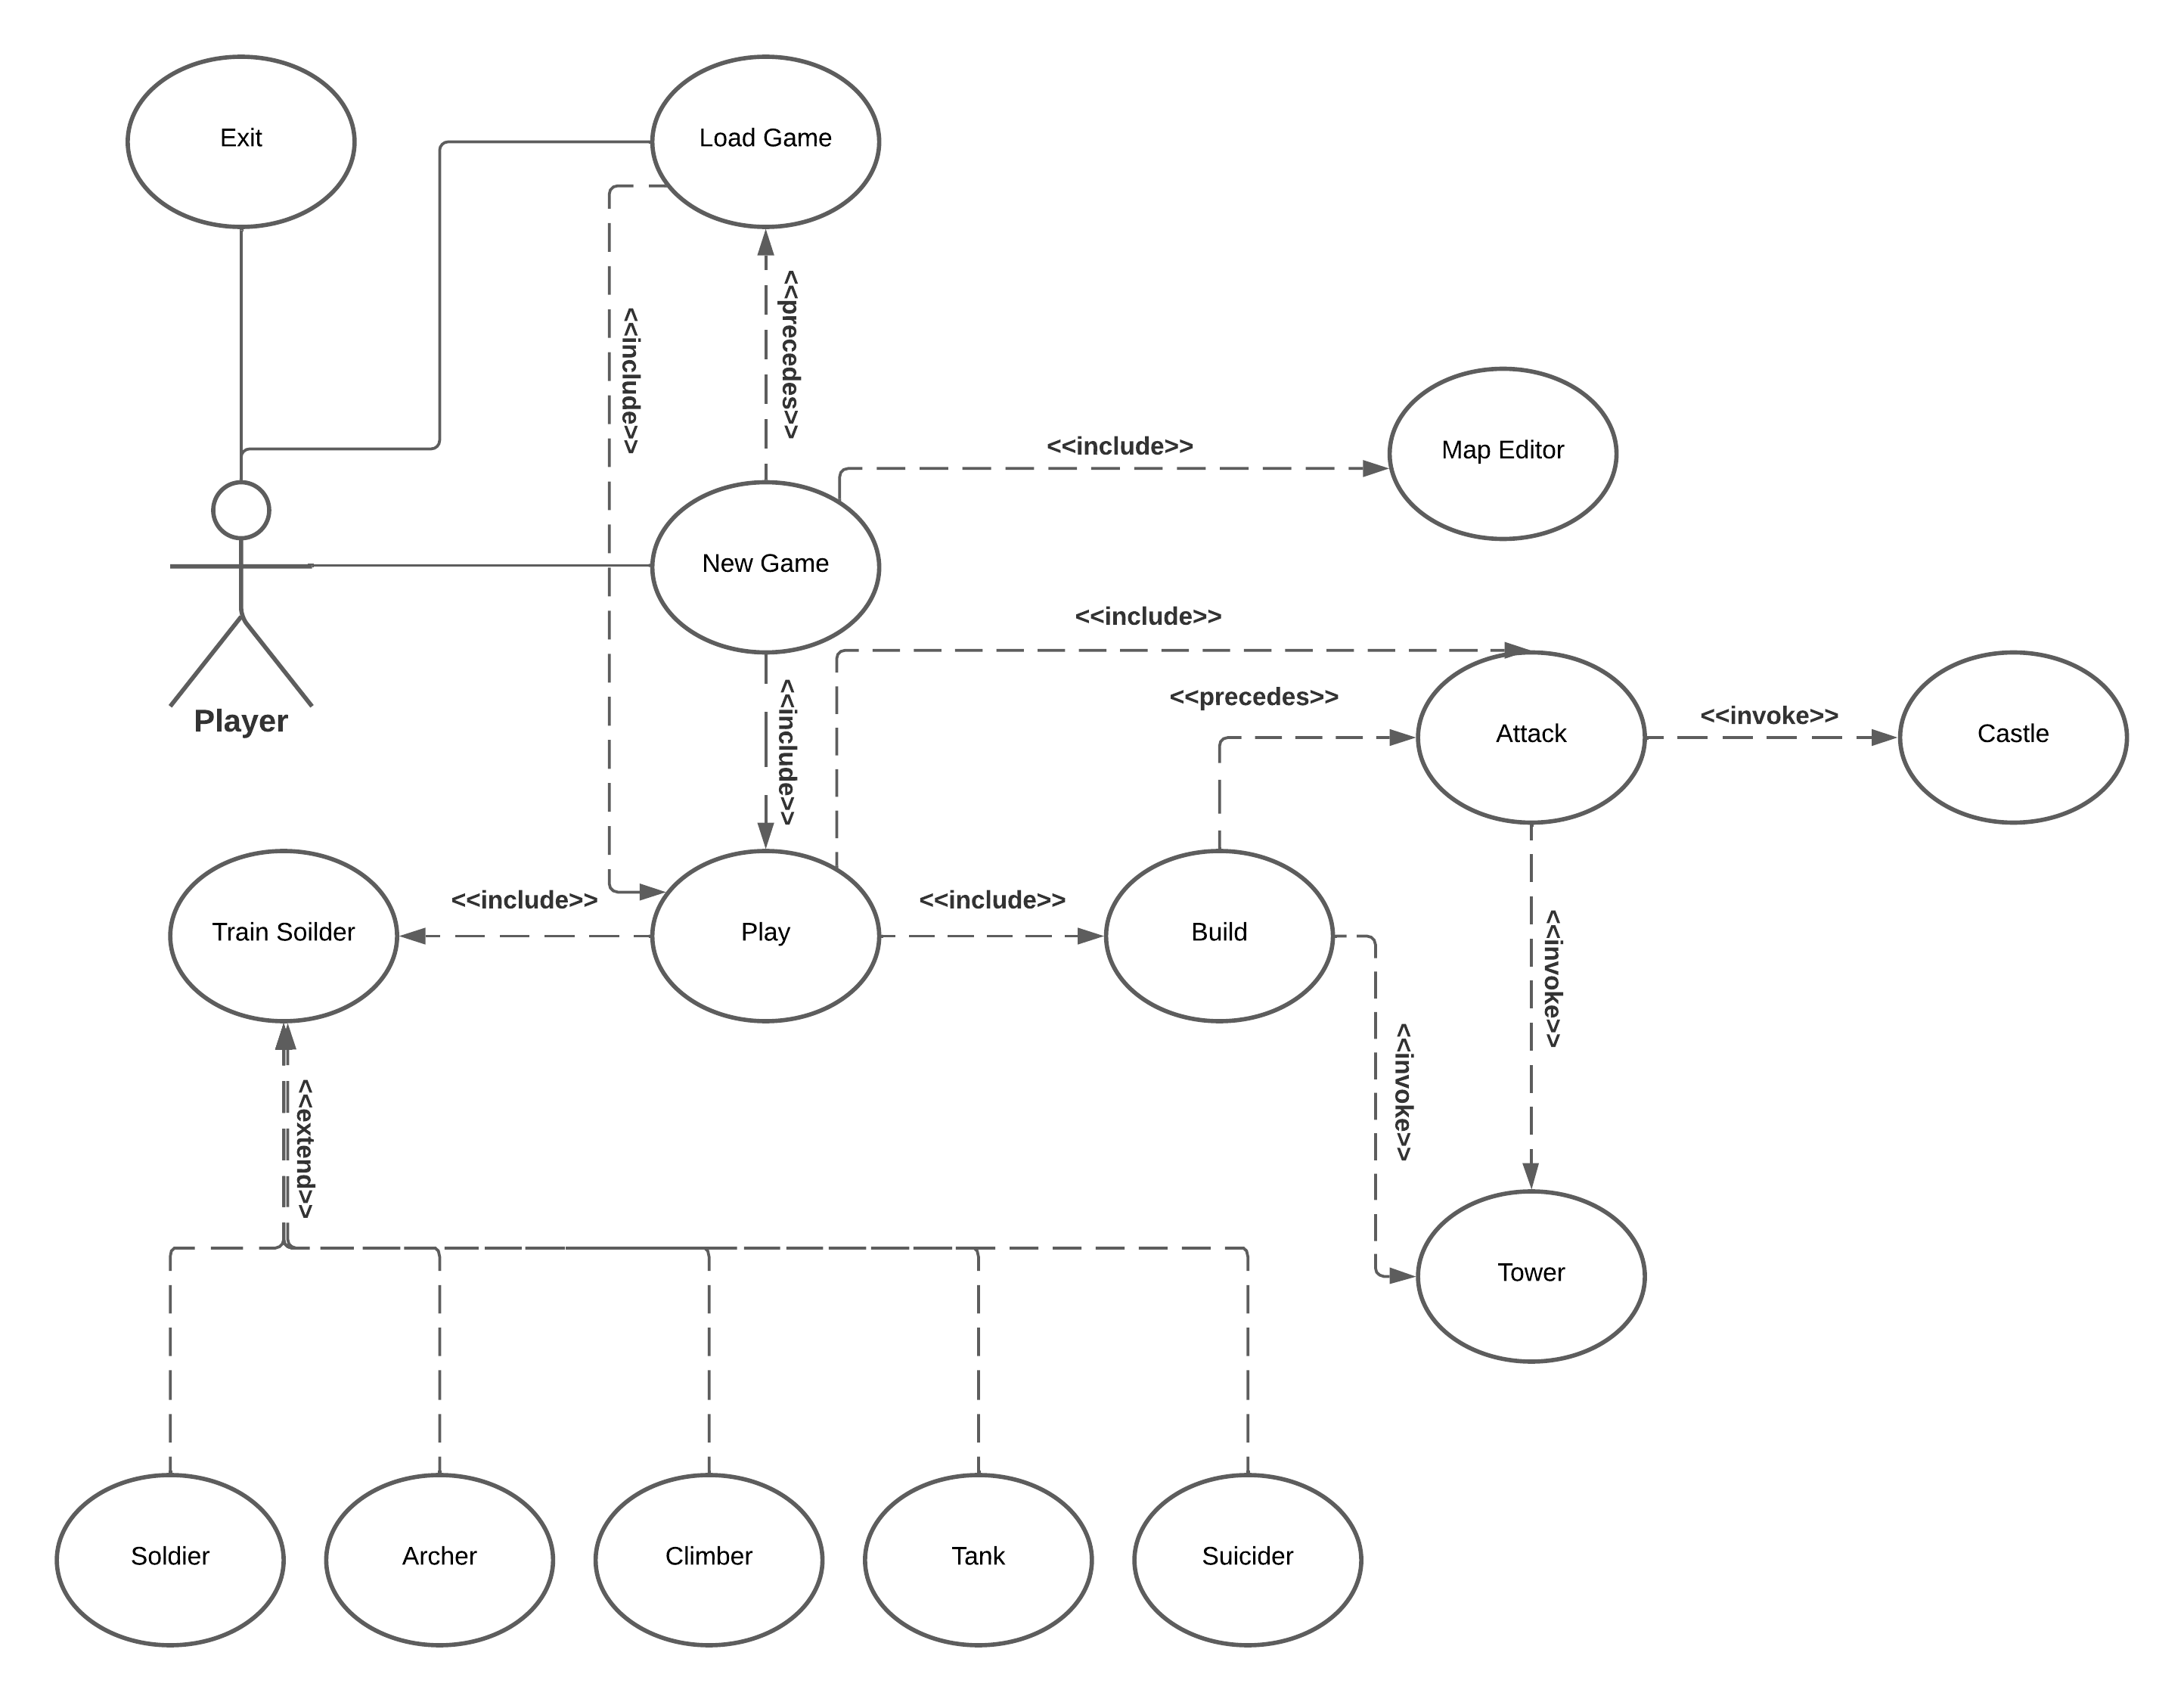 Exit
Load Game
<<precedes>>
<<include>>
<<include>>
Map Editor
New Game
<<include>>
<<precedes>>
<<invoke>>
Attack
Castle
Player
<<include>>
<<include>>
<<include>>
Train Soilder
Play
Build
<<invoke>>
<<invoke>>
<<extend>>
Tower
Soldier
Archer
Climber
Tank
Suicider